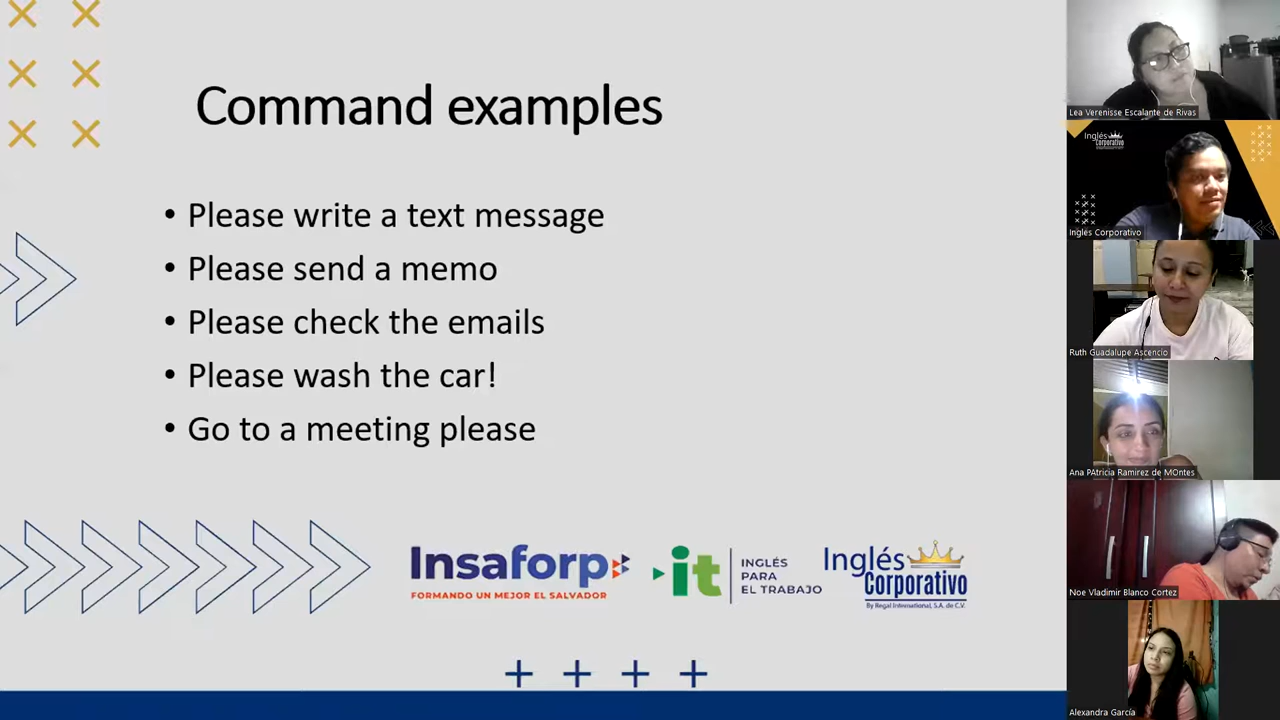 Command examples
• Please write a text message
• Please send a memo
• Please check the emails
• Please wash the car!
• Go to a meeting please
Insaforp
FORMANDO UN MEJOR EL SALVADOR
it
INGLÉS
PARA
EL TRABAJO
Inglés
Corporativo
By Regal International, S.A. de C.V.
Lea Verenisse Escalante de Rivas
Inglés
Corporativo
Inglés Corporativo
Ruth Guadalupe Ascencio
Ana PAtricia Ramirez de MOntes
Noe Vladimir Blanco Cortez
Alexandra García